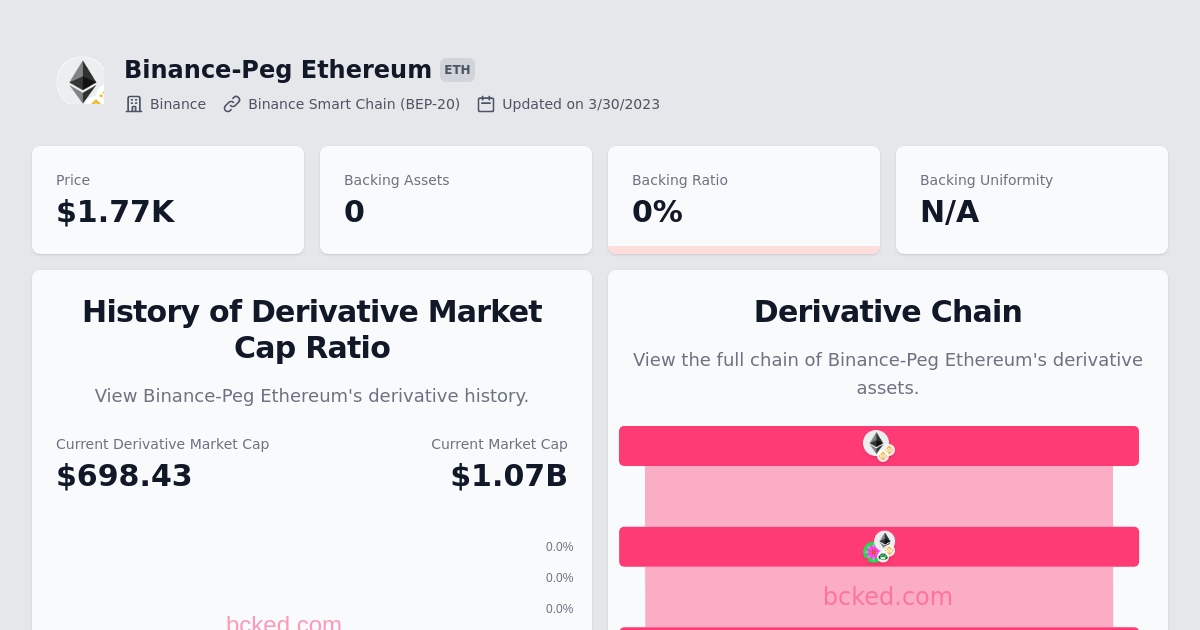 Binance-Peg Ethereum ETH
Binance Binance Smart Chain (BEP-20) Updated on 3/30/2023
Price
$1.77K
Backing Assets
0
Backing Ratio
0%
Backing Uniformity
N/A
History of Derivative Market
Cap Ratio
View Binance-Peg Ethereum's derivative history.
Current Derivative Market Cap
$698.43
Current Market Cap
$1.07B
0.0%
0.0%
0.0%
bcked.com
Derivative Chain
View the full chain of Binance-Peg Ethereum's derivative
assets.
bcked.com